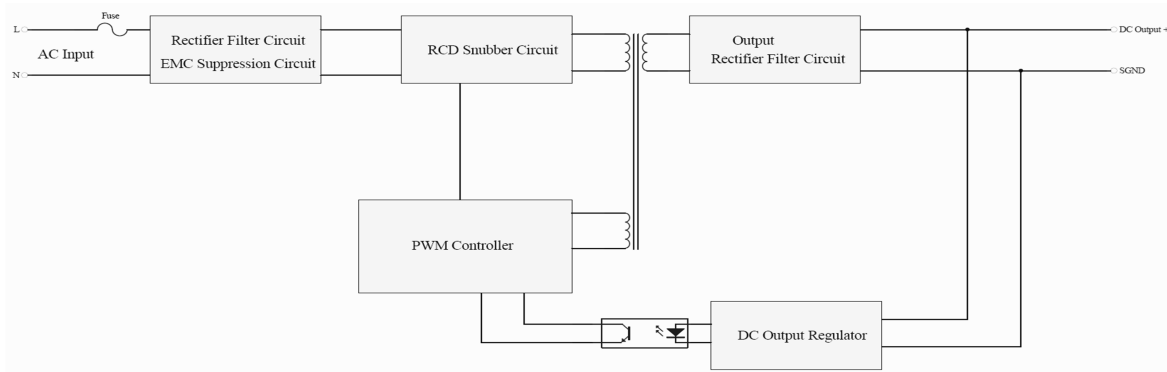 Fuse
L
AC Input
N
Rectifier Filter Circuit
EMC Suppression Circuit
RCD Snubber Circuit
Output
Rectifier Filter Circuit
DC Output +
SGND
PWM Controller
DC Output Regulator